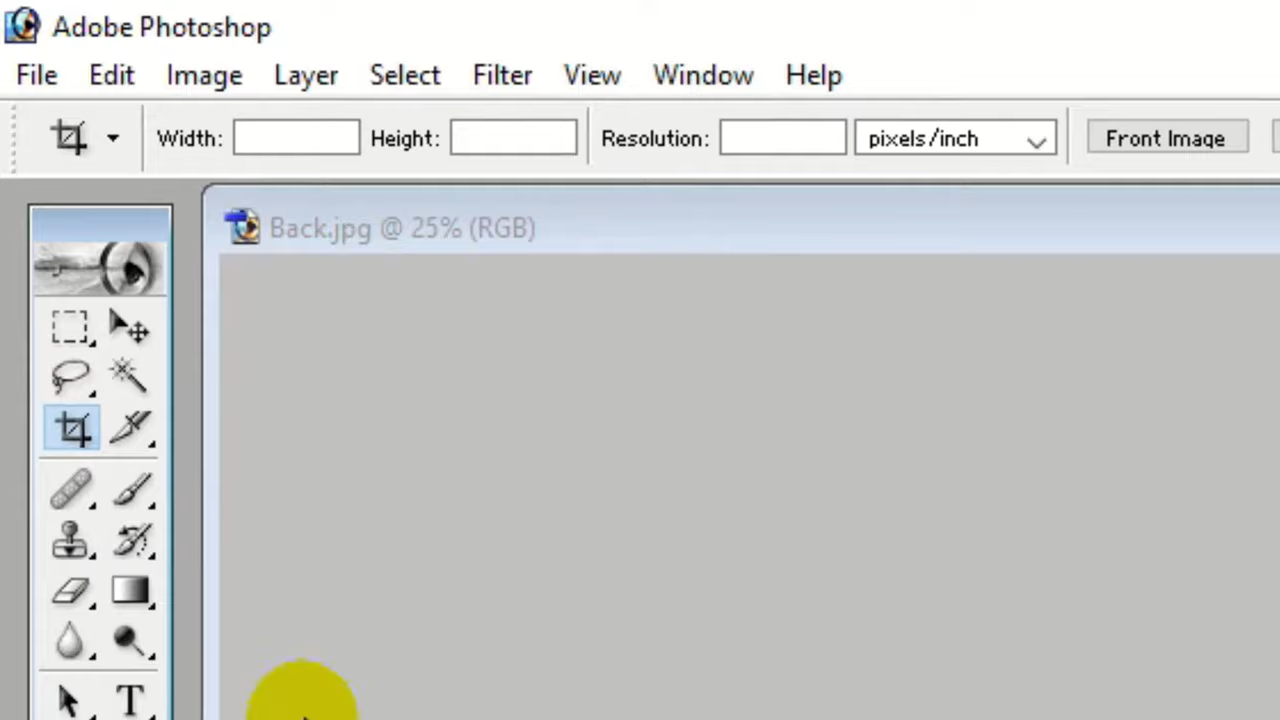 Adobe Photoshop
File Edit Image Layer Select Filter View Window Help
Width: Height: Resolution: pixels/inch Front Image
Back.jpg @ 25% (RGB)
T